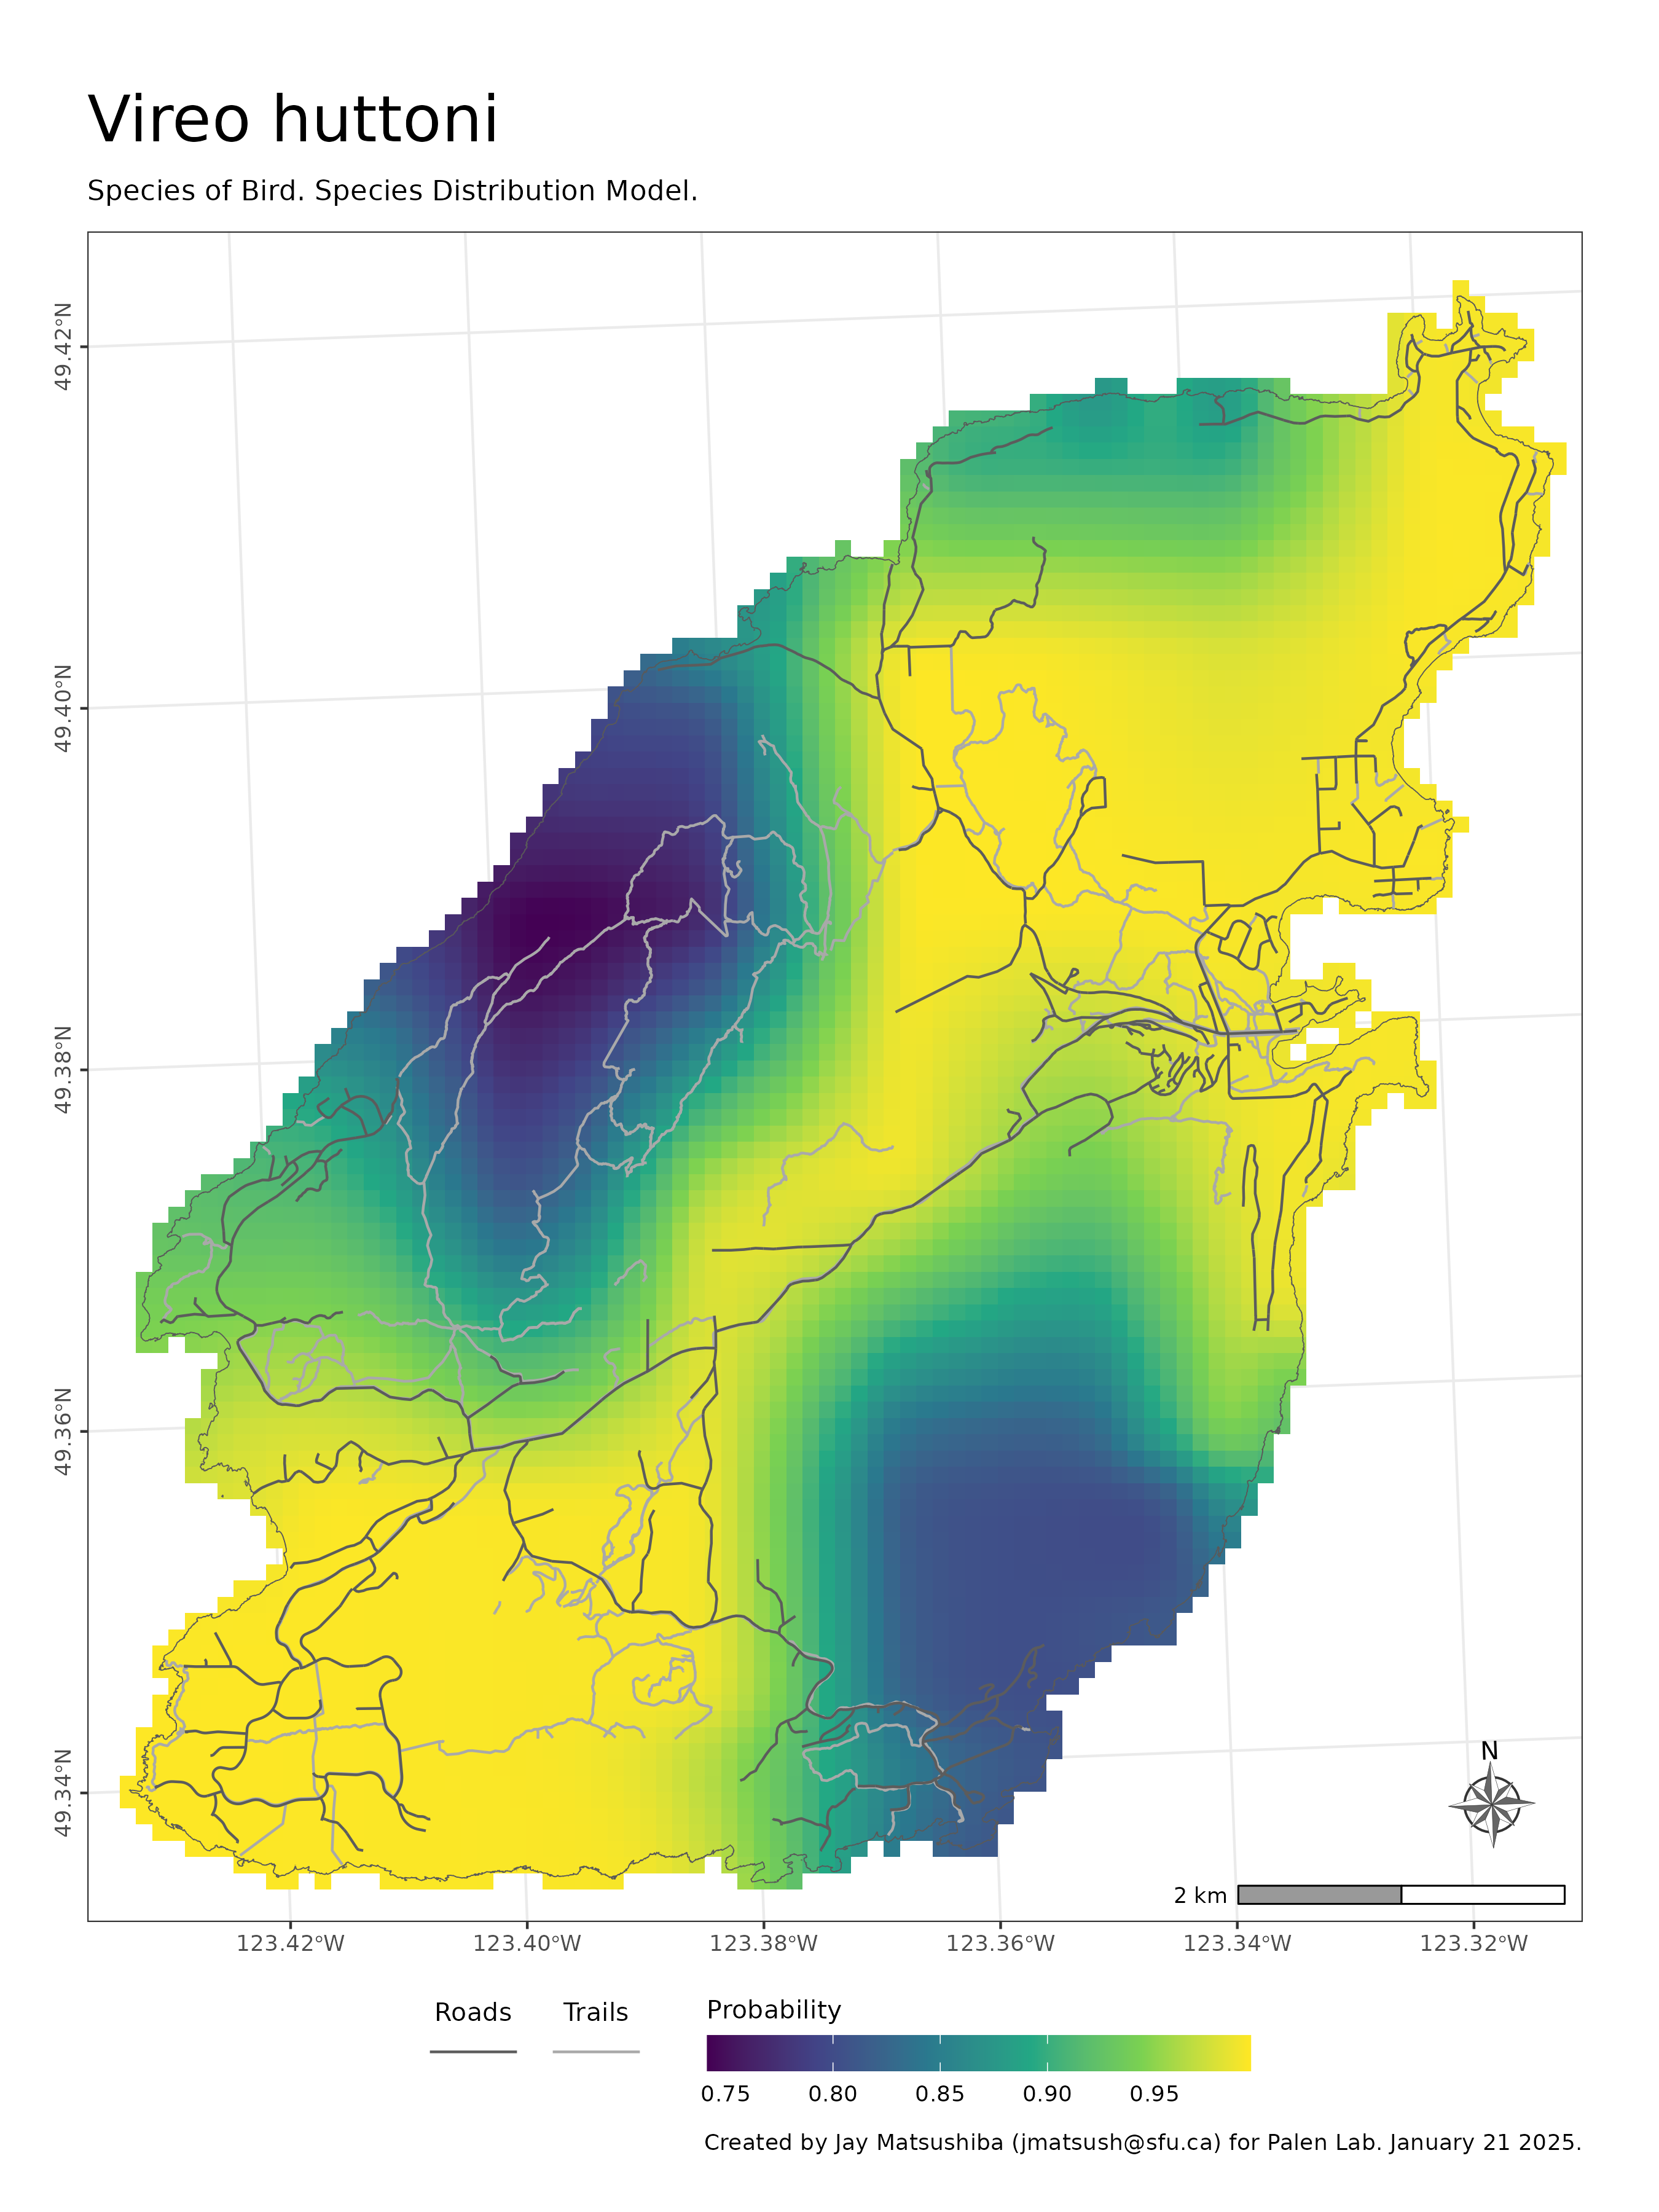 Vireo huttoni
Species of Bird. Species Distribution Model.
49.42°N
49.40°N
49.38°N
49.36°N
49.34°N
N
2 km
123.42°W 123.40°W 123.38°W 123.36°W 123.34°W 123.32°W
Roads Trails Probability
0.75 0.80 0.85 0.90 0.95
Created by Jay Matsushiba (jmatsush@sfu.ca) for Palen Lab. January 21 2025.